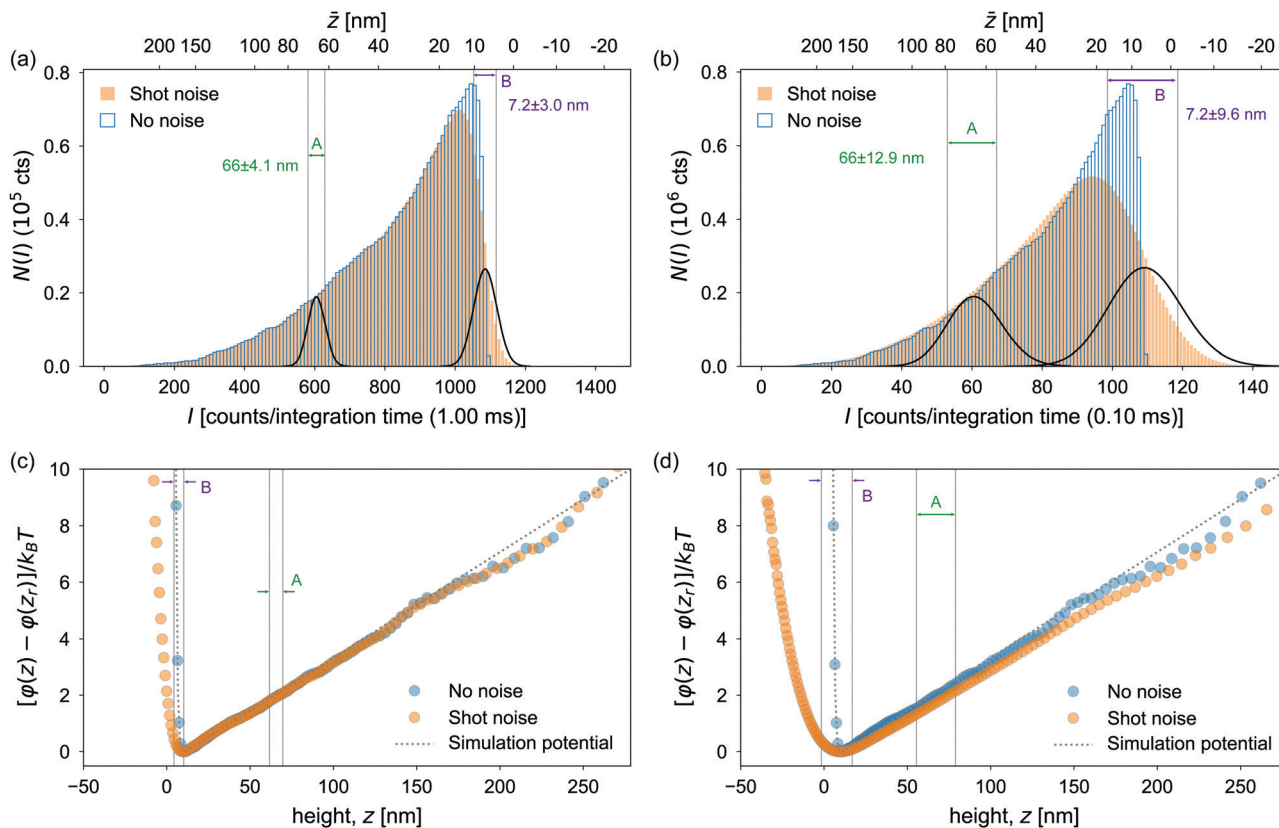 z̄ [nm]
200 150 100 80 60 40 20 10 0 -10 -20
(a)
0.8
0.6
0.4
0.2
0.0
N(I) (10⁵ cts)
Shot noise
No noise
A
66±4.1 nm
B
7.2±3.0 nm
0 200 400 600 800 1000 1200 1400
I [counts/integration time (1.00 ms)]
z̄ [nm]
200 150 100 80 60 40 20 10 0 -10 -20
(b)
0.8
0.6
0.4
0.2
0.0
N(I) (10⁶ cts)
Shot noise
No noise
A
66±12.9 nm
B
7.2±9.6 nm
0 20 40 60 80 100 120 140
I [counts/integration time (0.10 ms)]
(c)
10
8
6
4
2
0
[φ(z) − φ(zᵣ)]/k_BT
B
A
No noise
Shot noise
Simulation potential
−50 0 50 100 150 200 250
height, z [nm]
(d)
10
8
6
4
2
0
[φ(z) − φ(zᵣ)]/k_BT
B
A
No noise
Shot noise
Simulation potential
−50 0 50 100 150 200 250
height, z [nm]